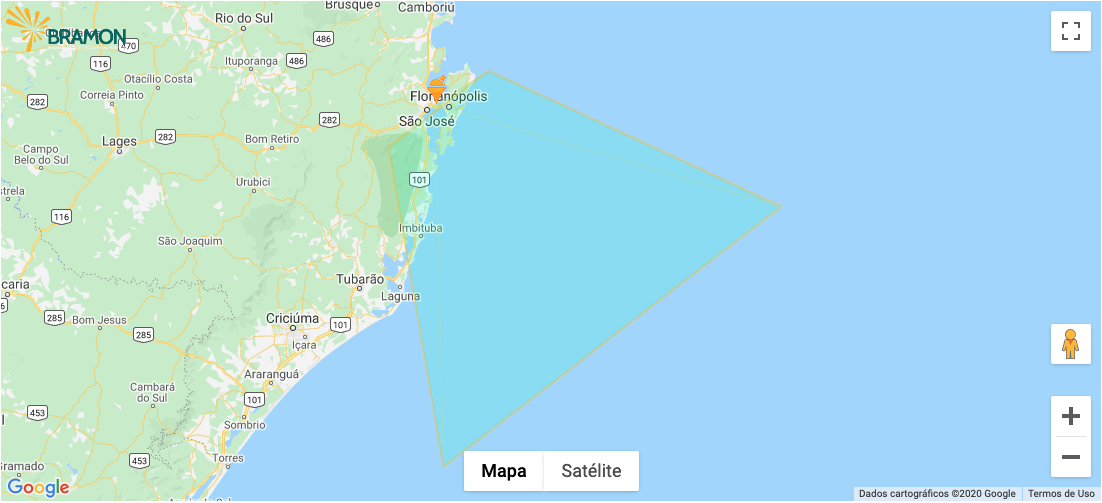 Rio do Sul
Brusque
Camboriú
BRAMON
470
486
116
Ituporanga
486
Otacílio Costa
282
Correia Pinto
Florianópolis
282
São José
Lages
282
Bom Retiro
Campo
Belo do Sul
101
Urubici
116
Imbituba
São Joaquim
Tubarão
Laguna
285
Bom Jesus
Criciúma
101
285
Içara
Araranguá
Cambará
do Sul
101
453
Sombrio
453
Torres
Gramado
Mapa
Satélite
Google
Dados cartográficos ©2020 Google
Termos de Uso